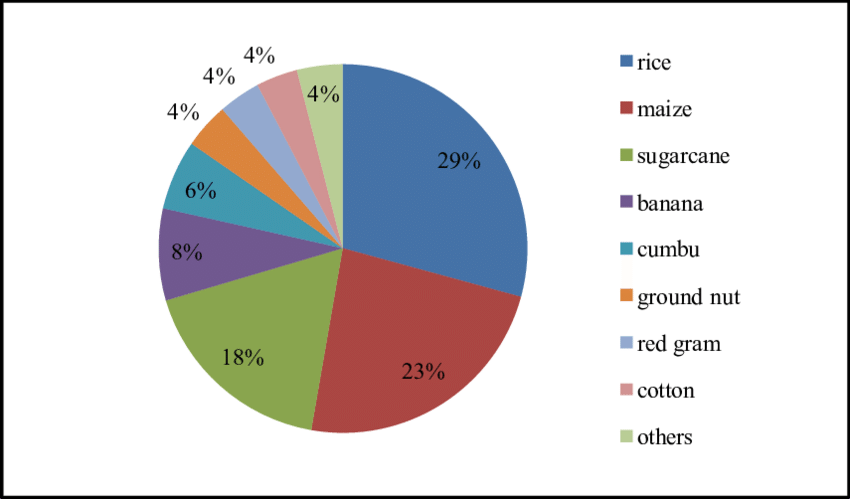 4%
4%
4%
4%
29%
6%
8%
18%
23%
rice
maize
sugarcane
banana
cumbu
ground nut
red gram
cotton
others